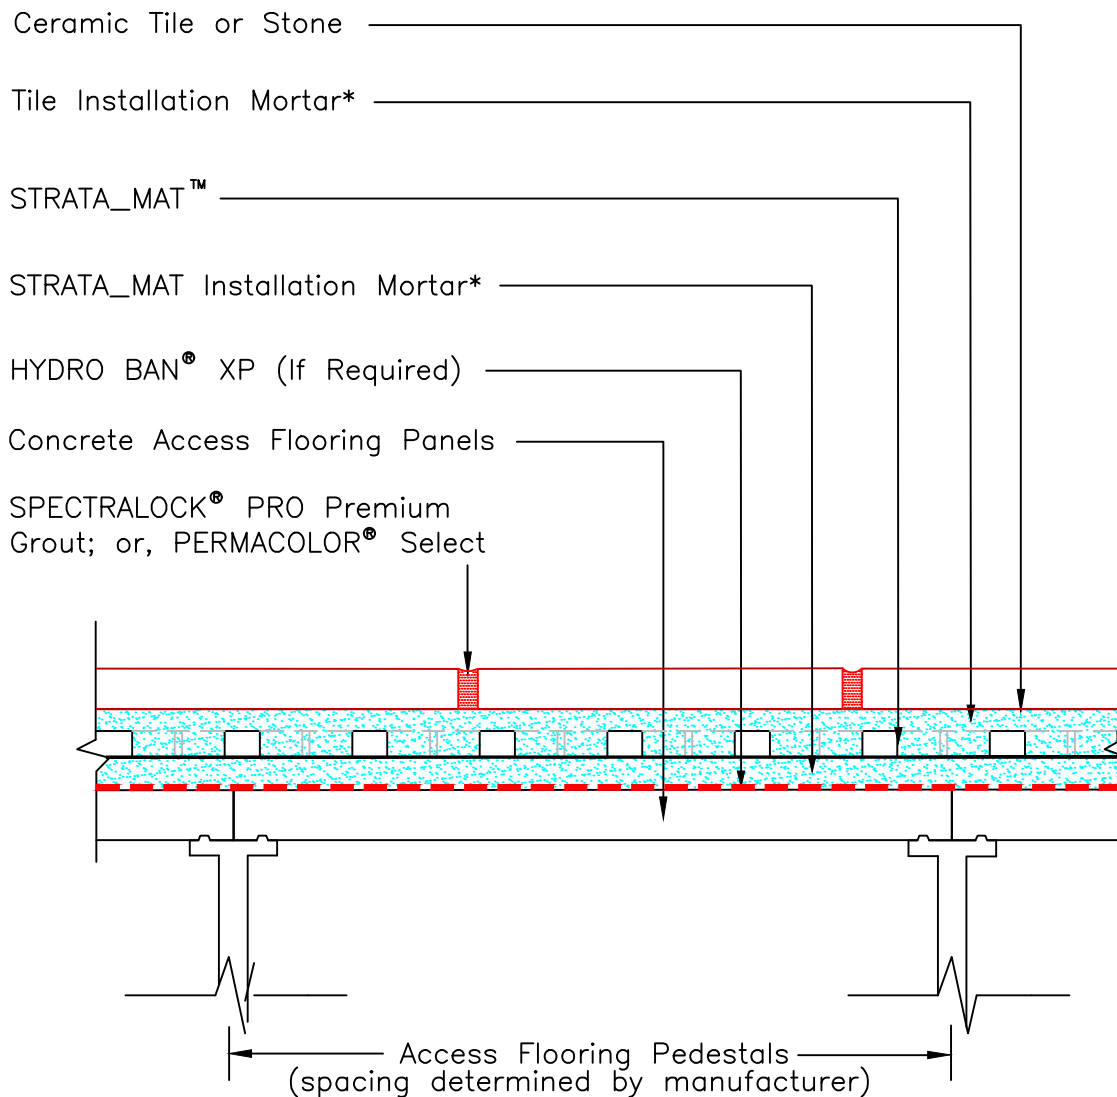 Ceramic Tile or Stone
Tile Installation Mortar*
STRATA_MAT™
STRATA_MAT Installation Mortar*
HYDRO BAN® XP (If Required)
Concrete Access Flooring Panels
SPECTRALOCK® PRO Premium
Grout; or, PERMACOLOR® Select
Access Flooring Pedestals
(spacing determined by manufacturer)